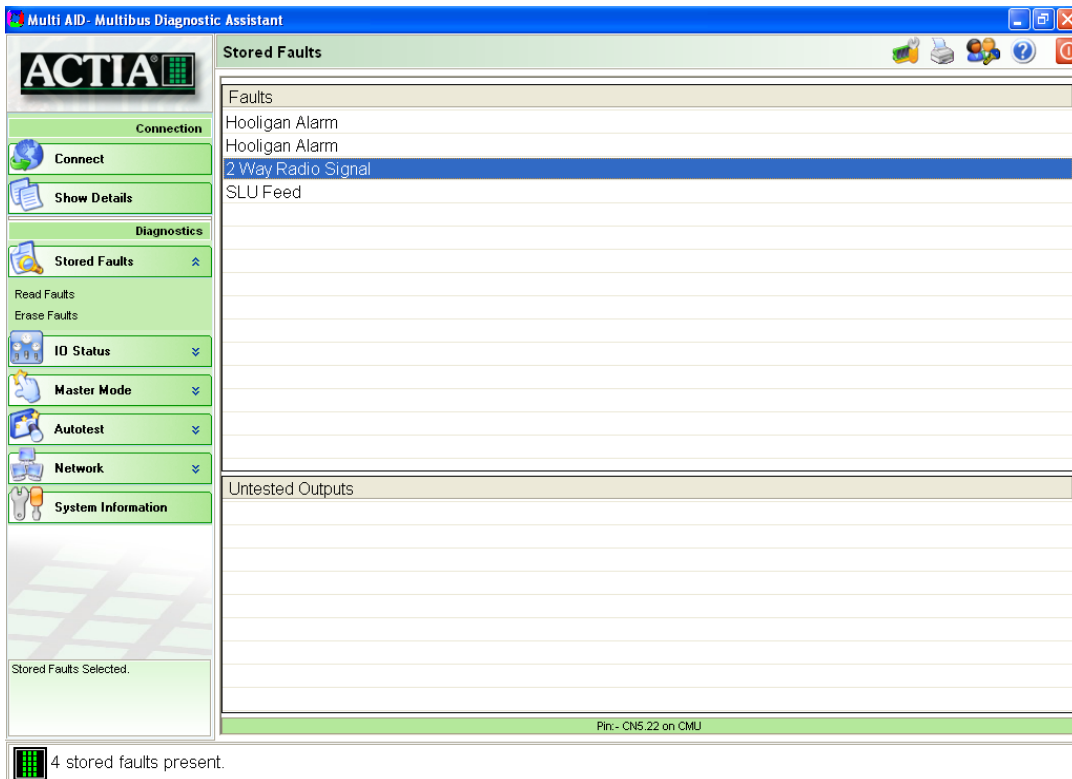 Multi AID- Multibus Diagnostic Assistant
ACTIA
Stored Faults
Connection
Connect
Show Details
Diagnostics
Stored Faults
Read Faults
Erase Faults
IO Status
Master Mode
Autotest
Network
System Information
Stored Faults Selected.
Faults
Hooligan Alarm
Hooligan Alarm
2 Way Radio Signal
SLU Feed
Untested Outputs
Pin:- CN5.22 on CMU
4 stored faults present.